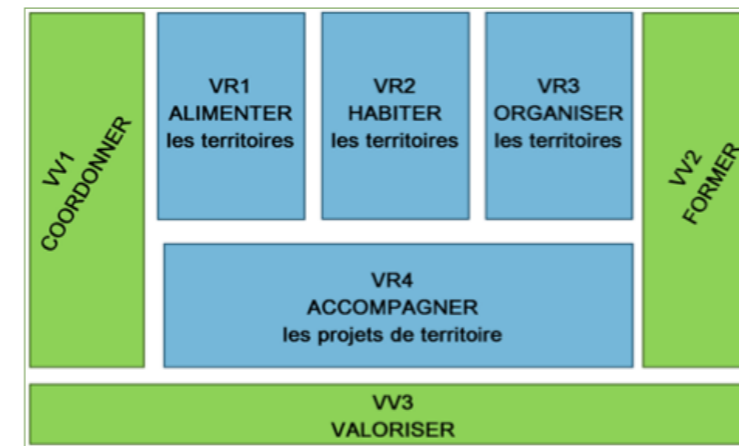 VV1
COORDONNER
VR1
ALIMENTER
les territoires
VR2
HABITER
les territoires
VR3
ORGANISER
les territoires
VV2
FORMER
VR4
ACCOMPAGNER
les projets de territoire
VV3
VALORISER